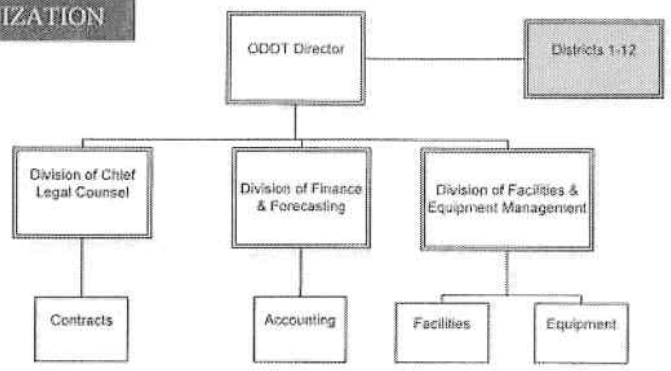 IZATION
ODOT Director
Districts 1-12
Division of Chief
Legal Counsel
Division of Finance
& Forecasting
Division of Facilities &
Equipment Management
Contracts
Accounting
Facilities
Equipment